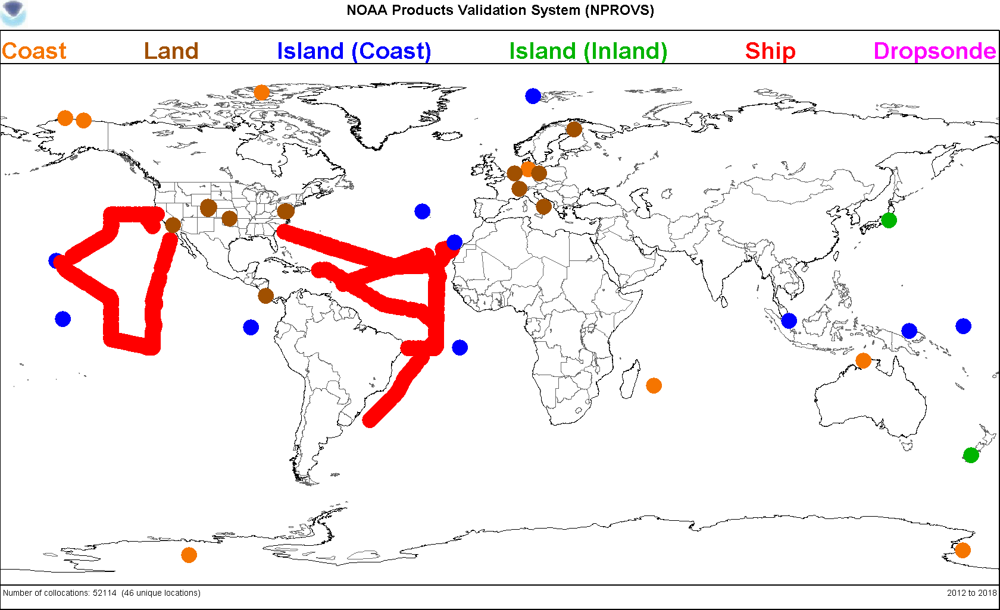 NOAA Products Validation System (NPROVS)
Coast Land Island (Coast) Island (Inland) Ship Dropsonde
Number of collocations: 52114 (46 unique locations) 2012 to 2018